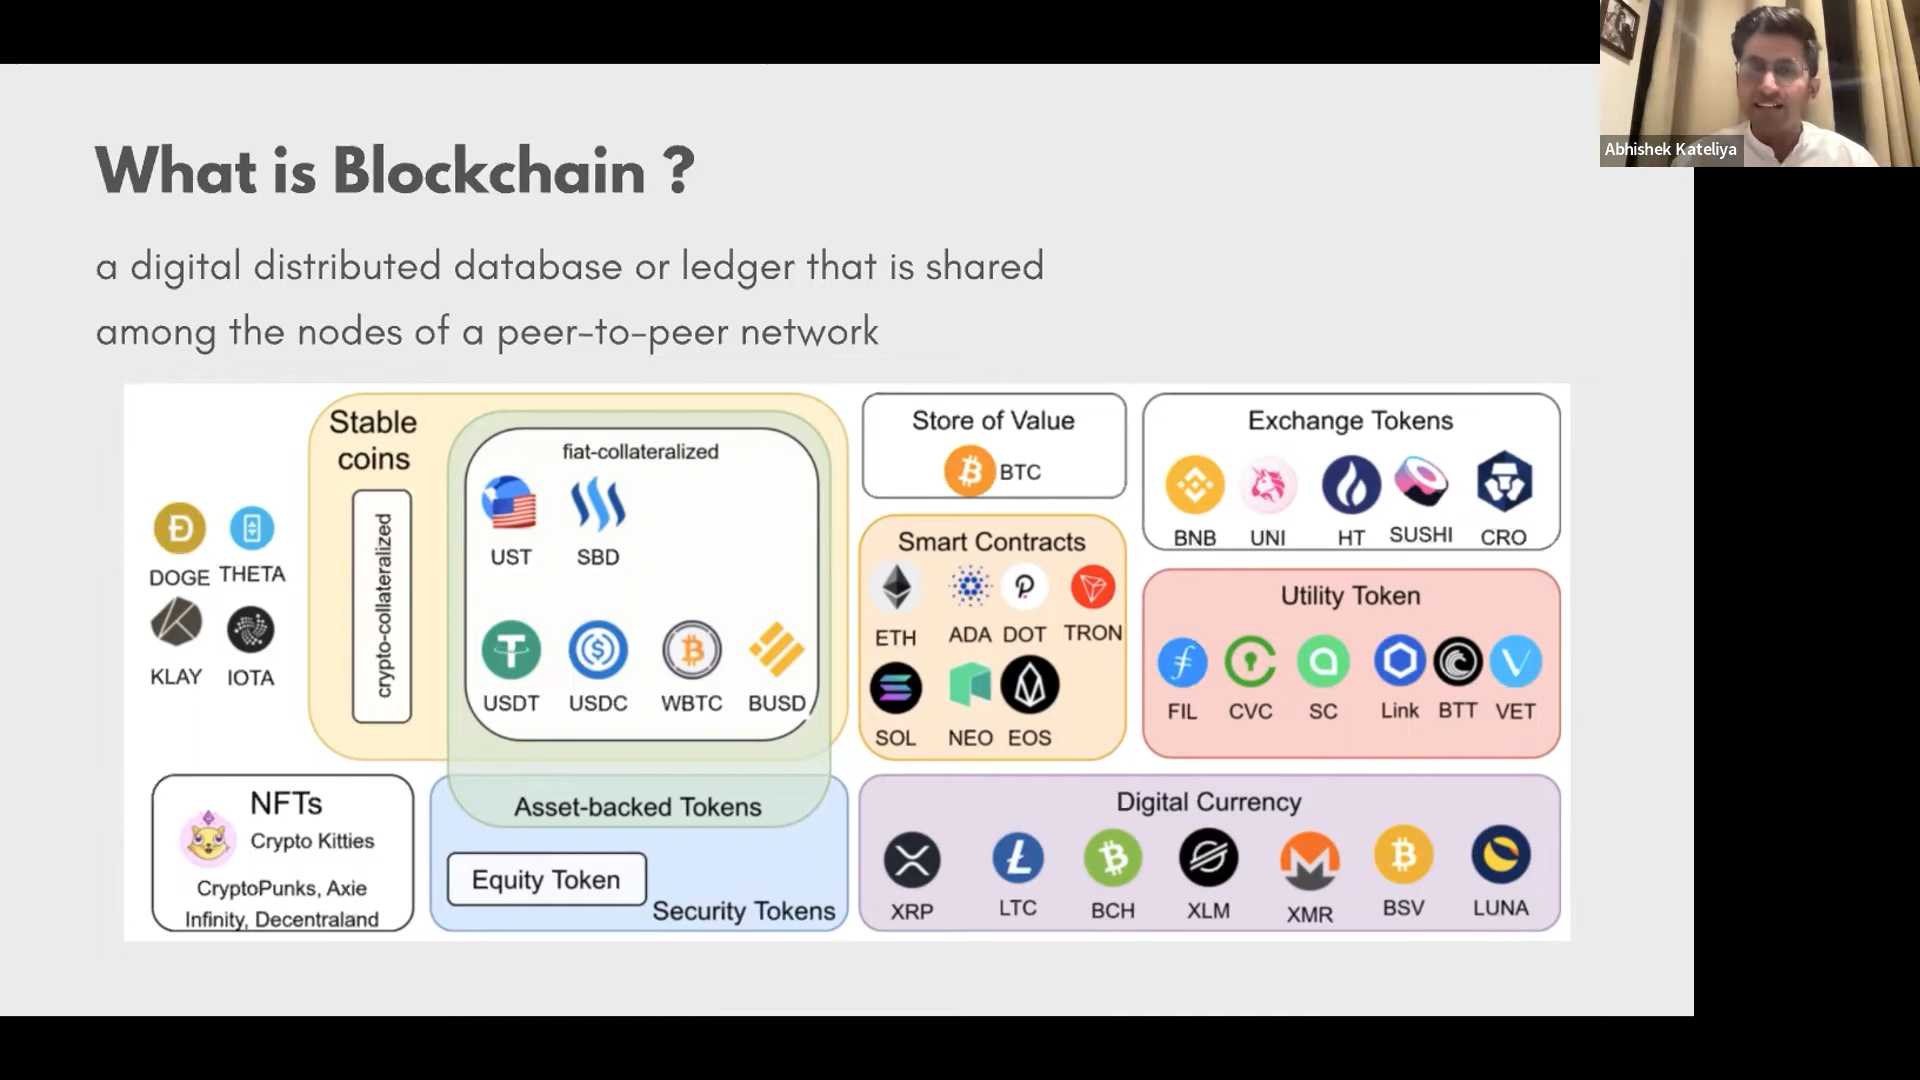 Abhishek Kateliya
What is Blockchain ?
a digital distributed database or ledger that is shared
among the nodes of a peer-to-peer network
DOGE THETA
KLAY IOTA
Stable
coins
crypto-collateralized
fiat-collateralized
UST SBD
USDT USDC WBTC BUSD
Store of Value
BTC
Exchange Tokens
BNB UNI HT SUSHI CRO
Smart Contracts
ETH ADA DOT TRON
SOL NEO EOS
Utility Token
FIL CVC SC Link BTT VET
NFTs
Crypto Kitties
CryptoPunks, Axie
Infinity, Decentraland
Asset-backed Tokens
Equity Token
Security Tokens
Digital Currency
XRP LTC BCH XLM XMR BSV LUNA